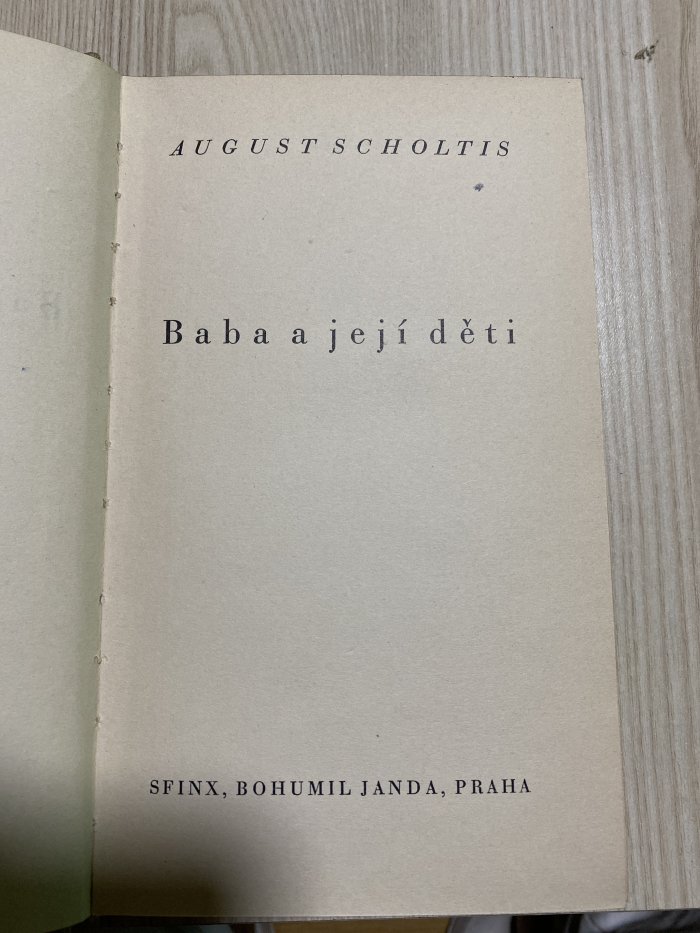 AUGUST SCHOLTIS
Baba a její děti
SFINX, BOHUMIL JANDA, PRAHA